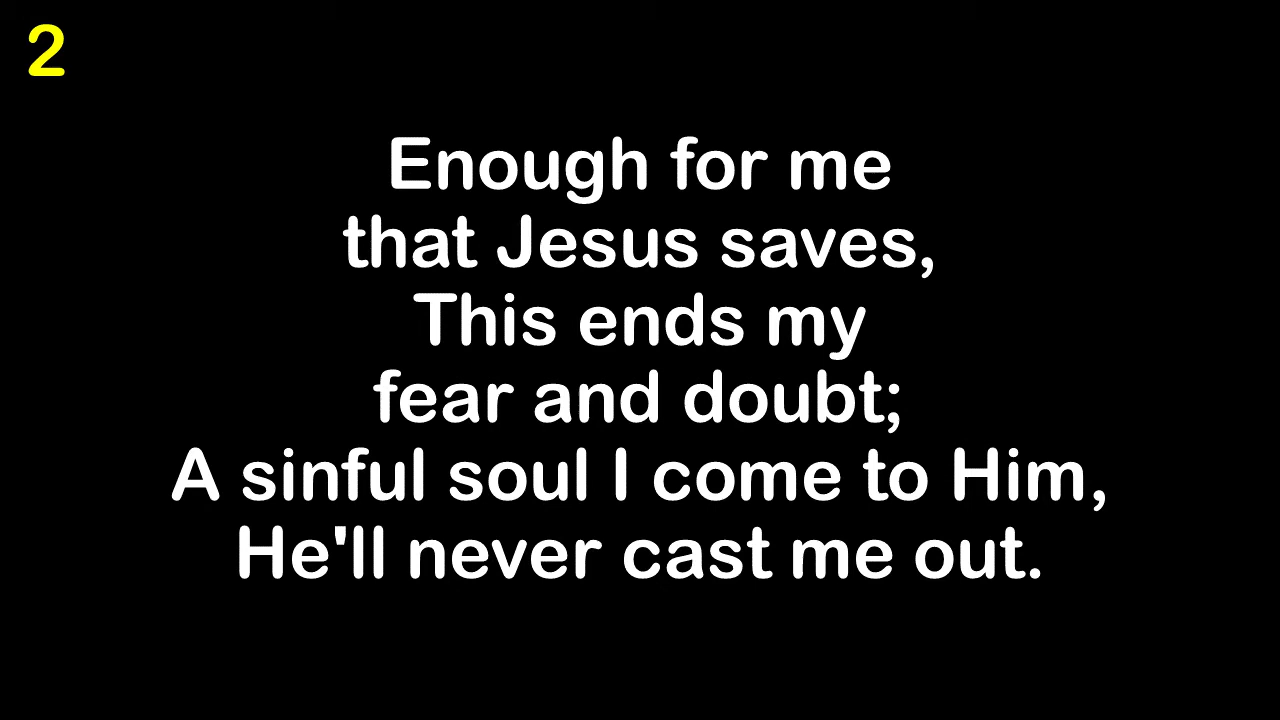 2
Enough for me
that Jesus saves,
This ends my
fear and doubt;
A sinful soul I come to Him,
He'll never cast me out.